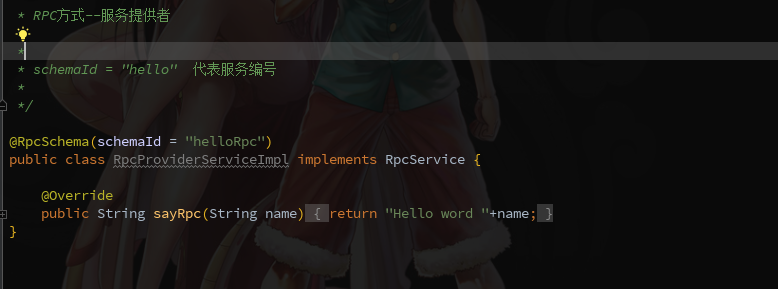 * RPC方式--服务提供者
*
* schemaId = "hello"  代表服务编号
*
*/
@RpcSchema(schemaId = "helloRpc")
public class RpcProviderServiceImpl implements RpcService {
@Override
public String sayRpc(String name) { return "Hello word "+name; }
}